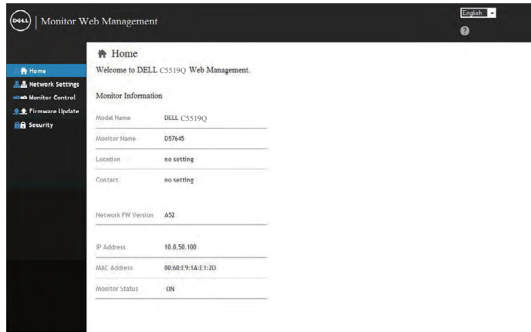 DELL | Monitor Web Management
English
?
Home
Network Settings
Monitor Control
Firmware Update
Security
Home
Welcome to DELL C5519Q Web Management.
Monitor Information
Model Name DELL C5519Q
Monitor Name D57645
Location no setting
Contact no setting
Network FW Version A52
IP Address 10.0.50.100
MAC Address 00:60:E9:1A:E1:2D
Monitor Status ON